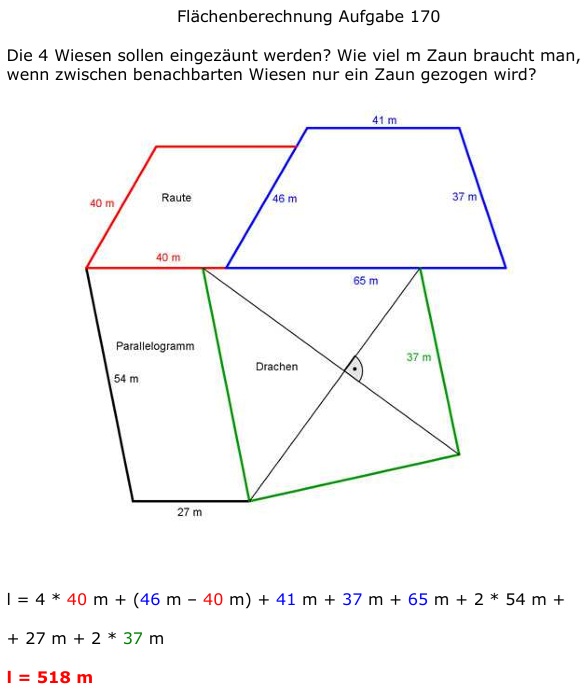 Flächenberechnung Aufgabe 170
Die 4 Wiesen sollen eingezäunt werden? Wie viel m Zaun braucht man,
wenn zwischen benachbarten Wiesen nur ein Zaun gezogen wird?
41 m
40 m
Raute
46 m
37 m
40 m
65 m
Parallelogramm
54 m
Drachen
37 m
27 m
l = 4 * 40 m + (46 m – 40 m) + 41 m + 37 m + 65 m + 2 * 54 m +
+ 27 m + 2 * 37 m
l = 518 m